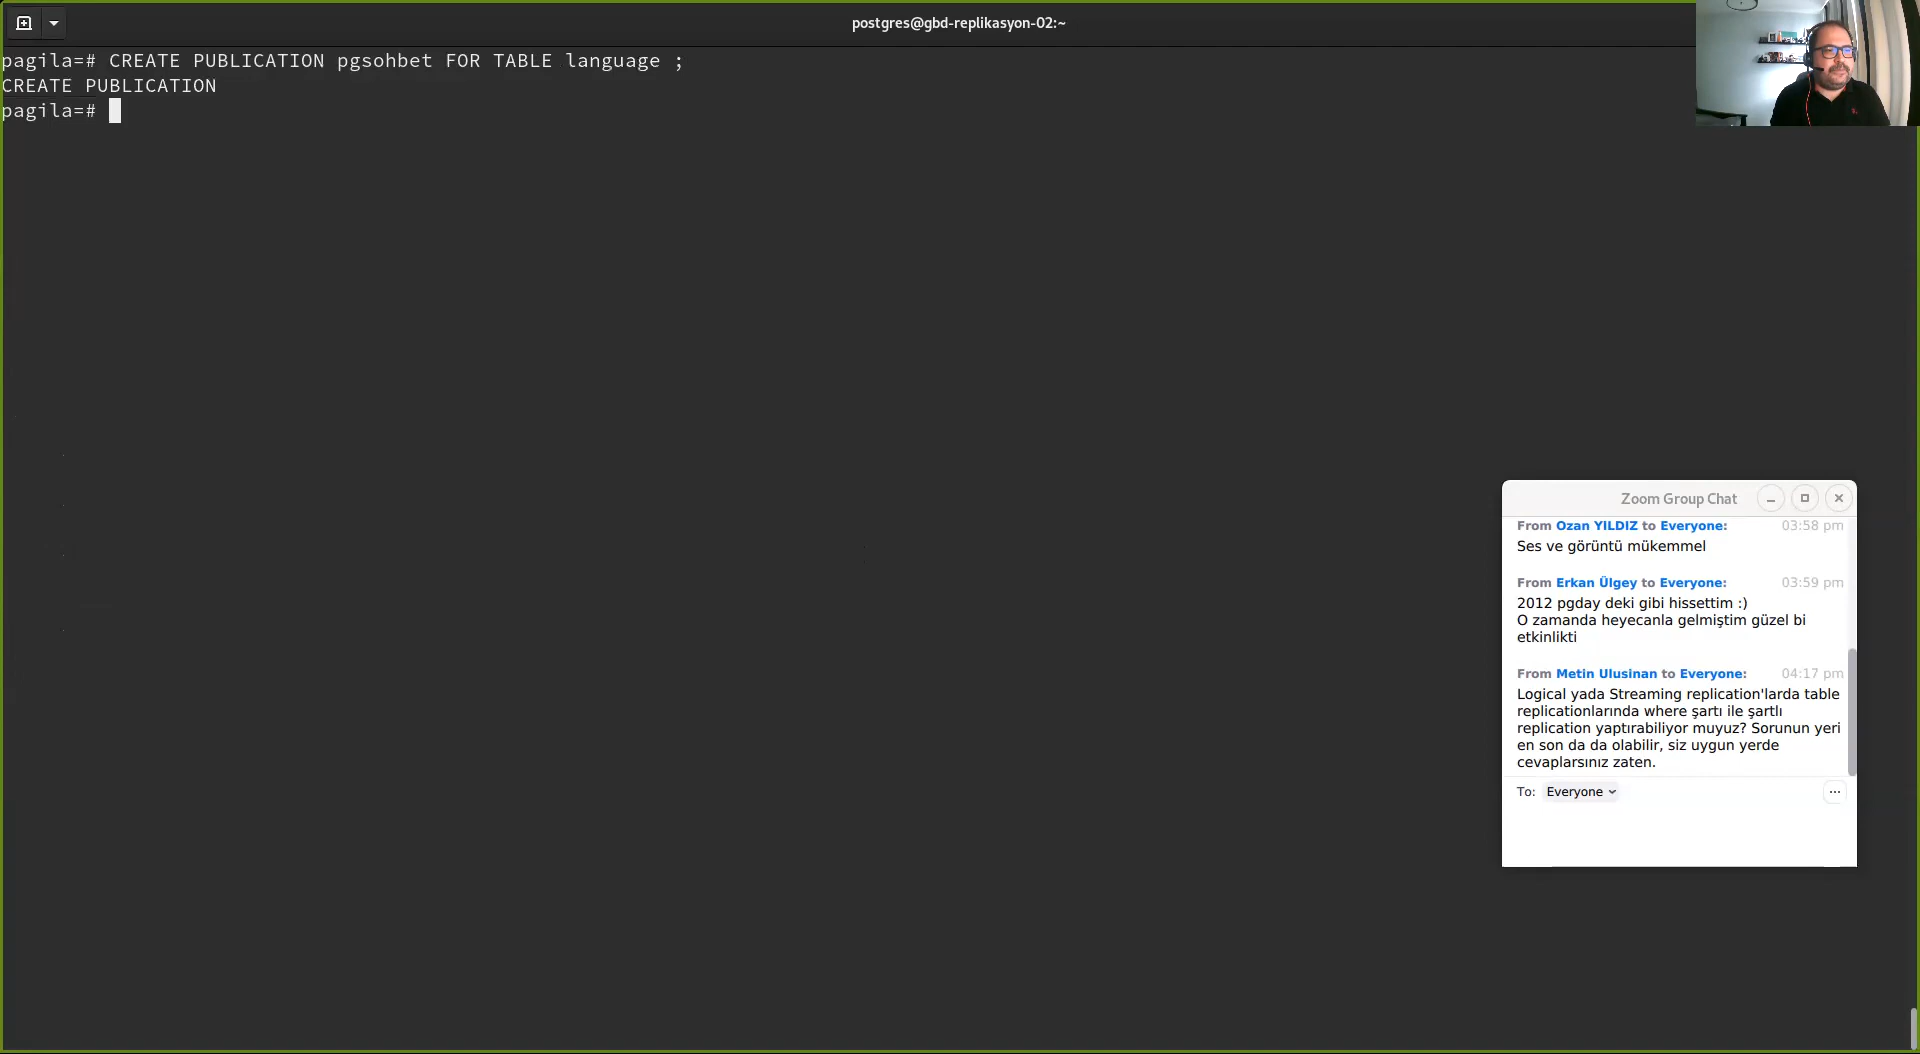 postgres@gbd-replikasyon-02:~
pagila=# CREATE PUBLICATION pgsohbet FOR TABLE language ;
CREATE PUBLICATION
pagila=#
Zoom Group Chat
From Ozan YILDIZ to Everyone: 03:58 pm
Ses ve görüntü mükemmel
From Erkan Ülgey to Everyone: 03:59 pm
2012 pgday deki gibi hissettim :)
O zamanda heyecanla gelmiştim güzel bi
etkinlikti
From Metin Ulusinan to Everyone: 04:17 pm
Logical yada Streaming replication'larda table
replicationlarında where şartı ile şartlı
replication yaptırabiliyor muyuz? Sorunun yeri
en son da da olabilir, siz uygun yerde
cevaplarsınız zaten.
To: Everyone